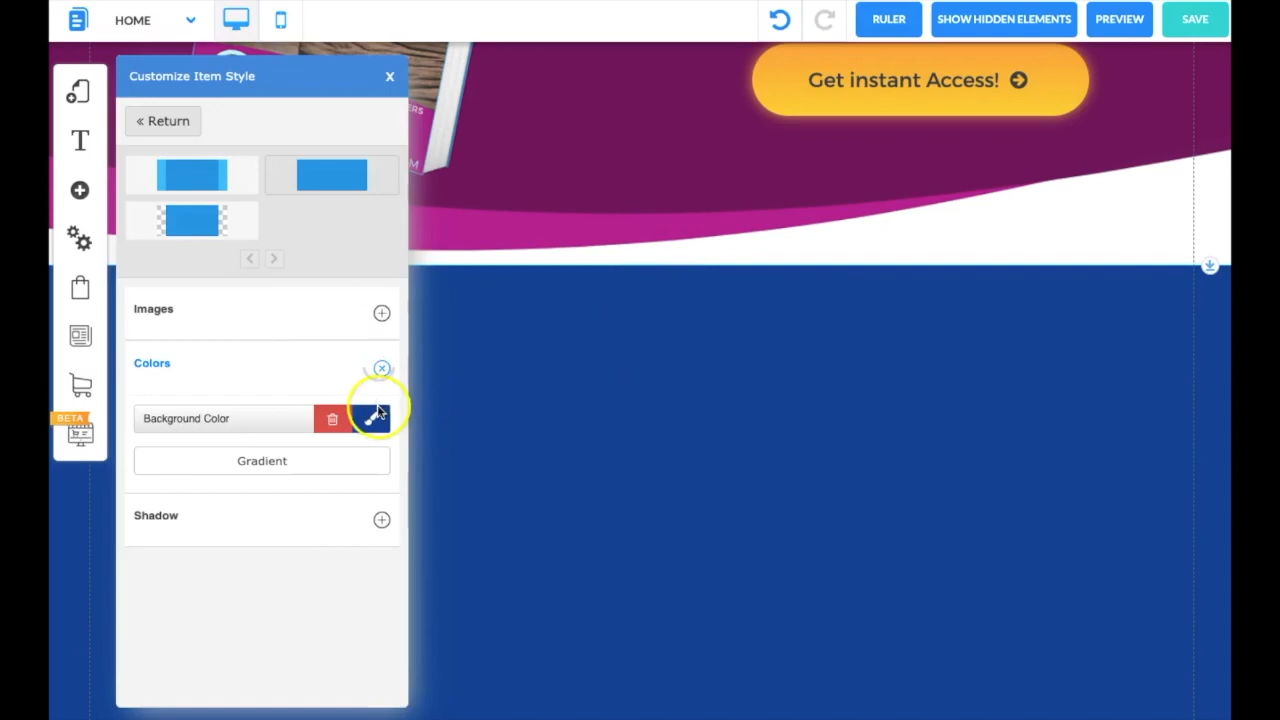 HOME
RULER
SHOW HIDDEN ELEMENTS
PREVIEW
SAVE
Customize Item Style
X
« Return
Get instant Access!
ERS
M
Images
Colors
Background Color
Gradient
Shadow
T
BETA